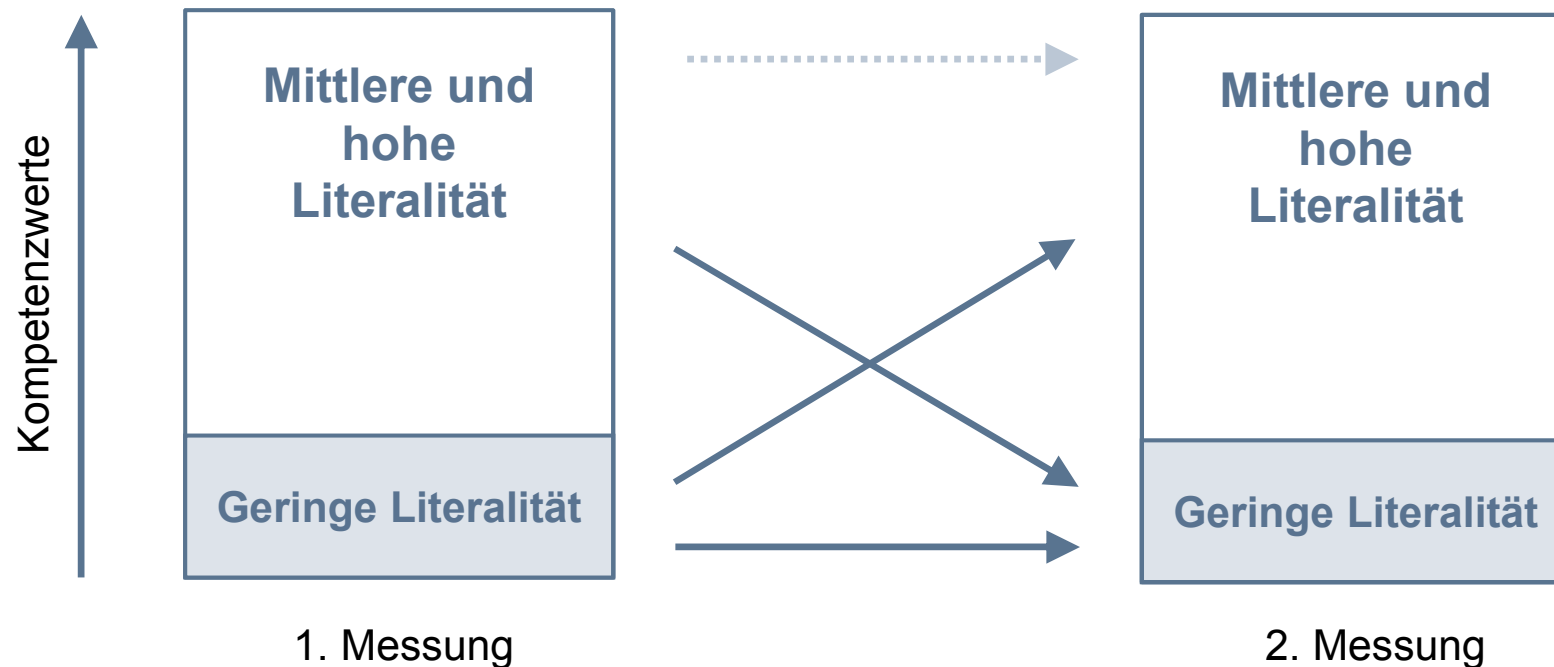 Kompetenzwerte
Mittlere und
hohe
Literalität
Geringe Literalität
1. Messung
Mittlere und
hohe
Literalität
Geringe Literalität
2. Messung